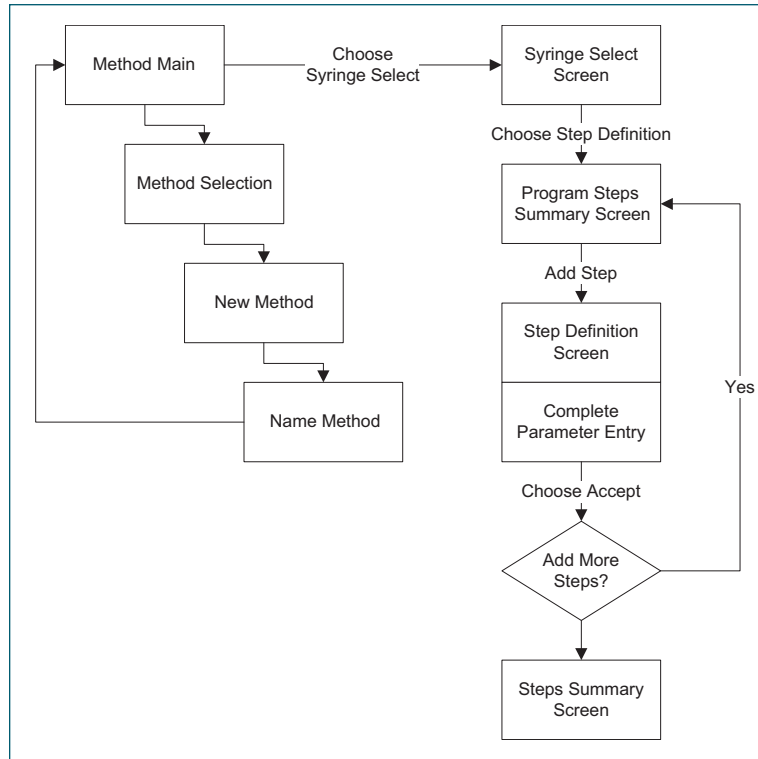 Method Main
Choose
Syringe Select
Syringe Select
Screen
Choose Step Definition
Method Selection
Program Steps
Summary Screen
Add Step
New Method
Step Definition
Screen
Yes
Name Method
Complete
Parameter Entry
Choose Accept
Add More
Steps?
Steps Summary
Screen